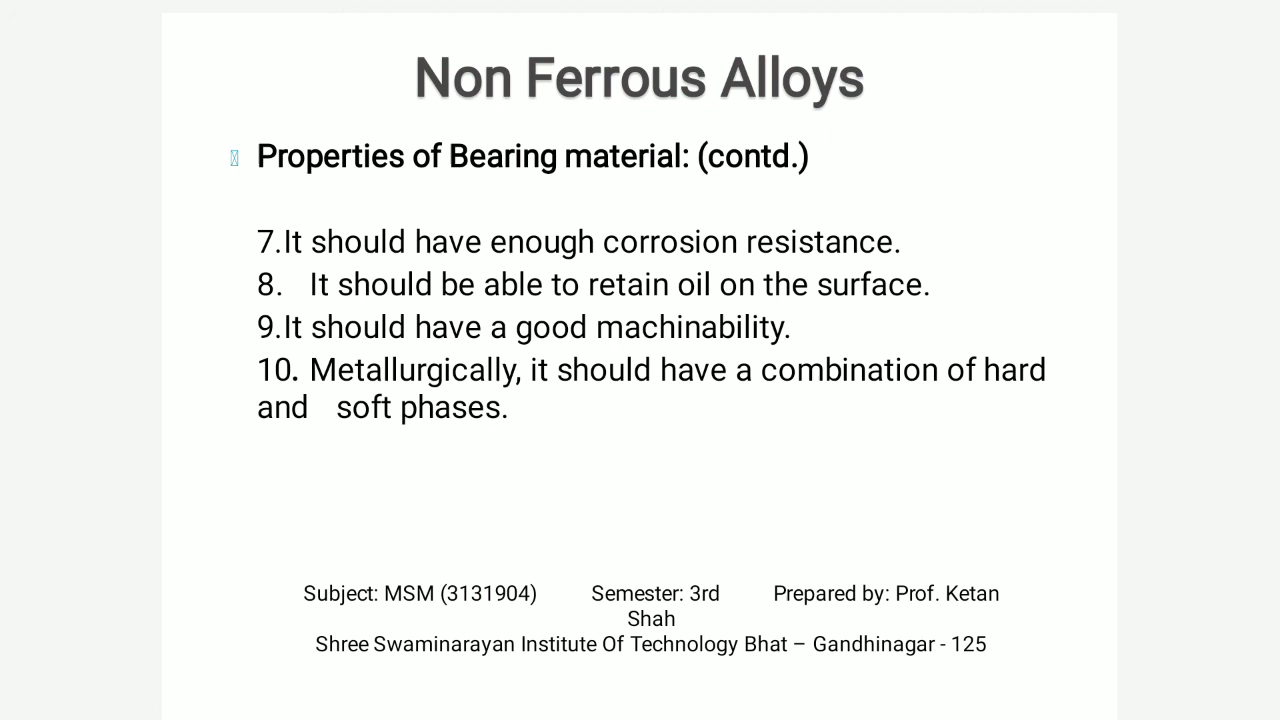 Non Ferrous Alloys
Properties of Bearing material: (contd.)
7.It should have enough corrosion resistance.
8. It should be able to retain oil on the surface.
9.It should have a good machinability.
10. Metallurgically, it should have a combination of hard
and soft phases.
Subject: MSM (3131904) Semester: 3rd Prepared by: Prof. Ketan
Shah
Shree Swaminarayan Institute Of Technology Bhat – Gandhinagar - 125